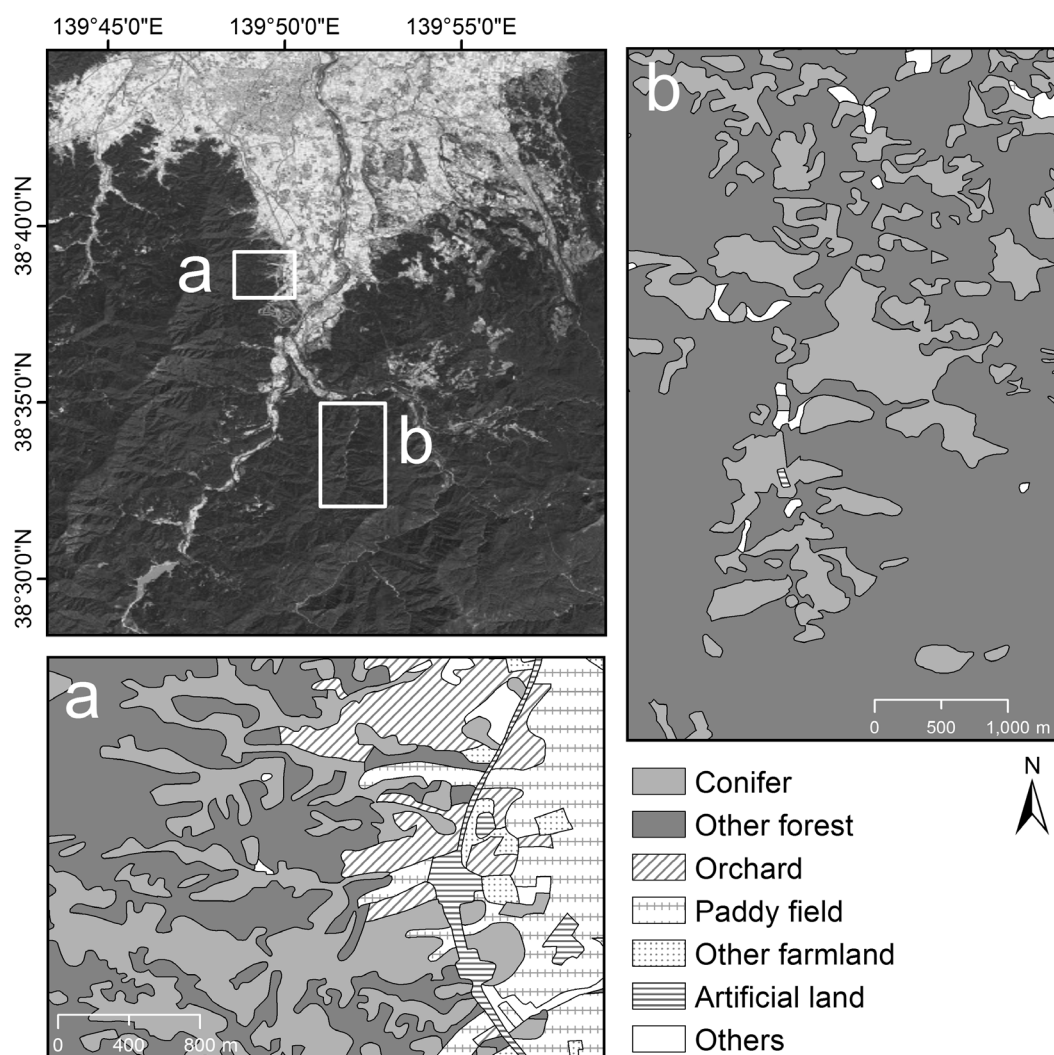 139°45'0"E 139°50'0"E 139°55'0"E
38°40'0"N
38°35'0"N
38°30'0"N
a
b
b
0 500 1,000 m
a
0 400 800 m
N
Conifer
Other forest
Orchard
Paddy field
Other farmland
Artificial land
Others